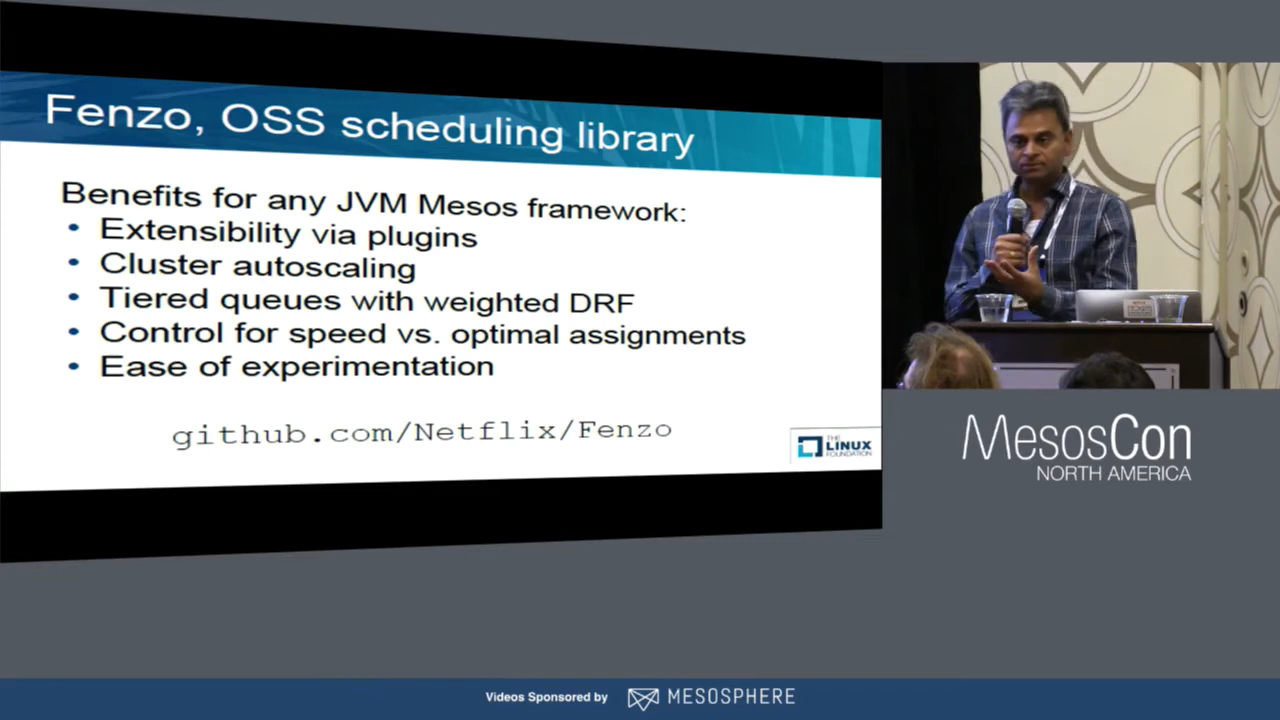 Fenzo, OSS scheduling library
Benefits for any JVM Mesos framework:
• Extensibility via plugins
• Cluster autoscaling
• Tiered queues with weighted DRF
• Control for speed vs. optimal assignments
• Ease of experimentation
github.com/Netflix/Fenzo
THE
LINUX
FOUNDATION
MesosCon
NORTH AMERICA
Videos Sponsored by MESOSPHERE